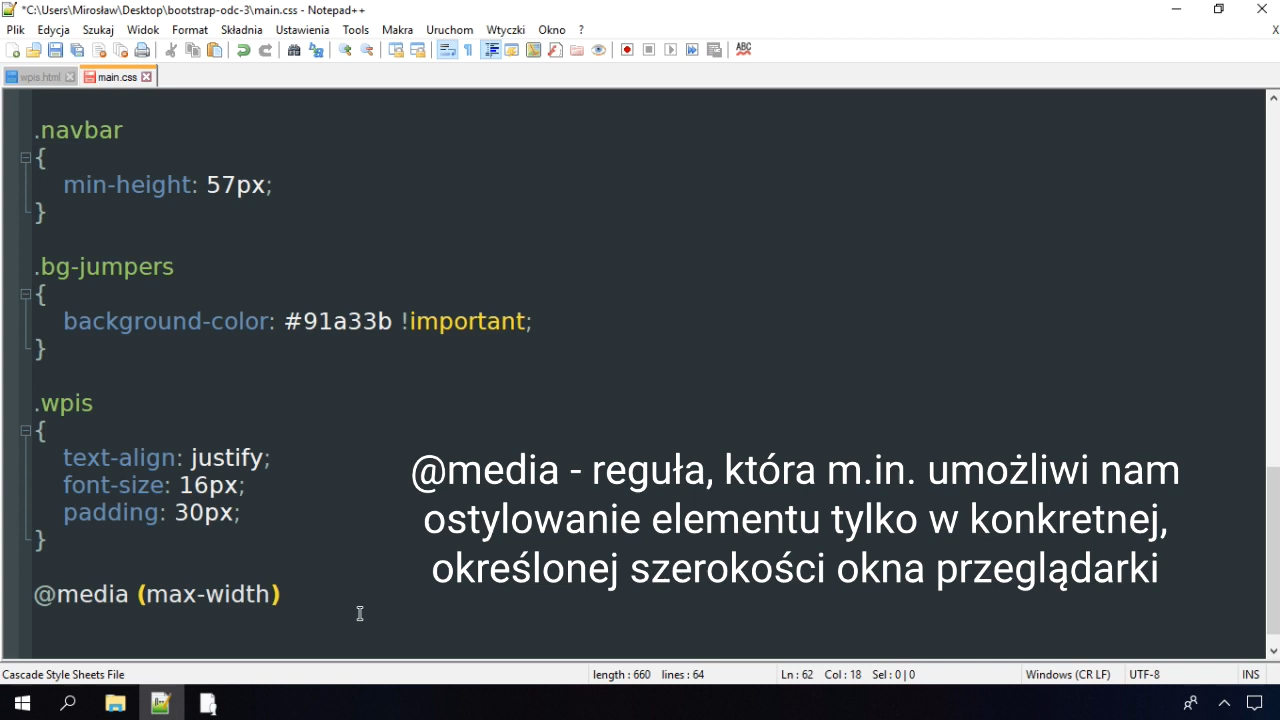 *C:\Users\Mirosław\Desktop\bootstrap-odc-3\main.css - Notepad++
Plik Edycja Szukaj Widok Format Składnia Ustawienia Tools Makra Uruchom Wtyczki Okno ? X
ABC
wpis.html main.css
.navbar
{
min-height: 57px;
}
.bg-jumpers
{
background-color: #91a33b !important;
}
.wpis
{
text-align: justify;
font-size: 16px;
padding: 30px;
}
@media (max-width)
@media - reguła, która m.in. umożliwi nam
ostylowanie elementu tylko w konkretnej,
określonej szerokości okna przeglądarki
Cascade Style Sheets File length : 660 lines : 64 Ln : 62 Col : 18 Sel : 0 | 0 Windows (CR LF) UTF-8 INS